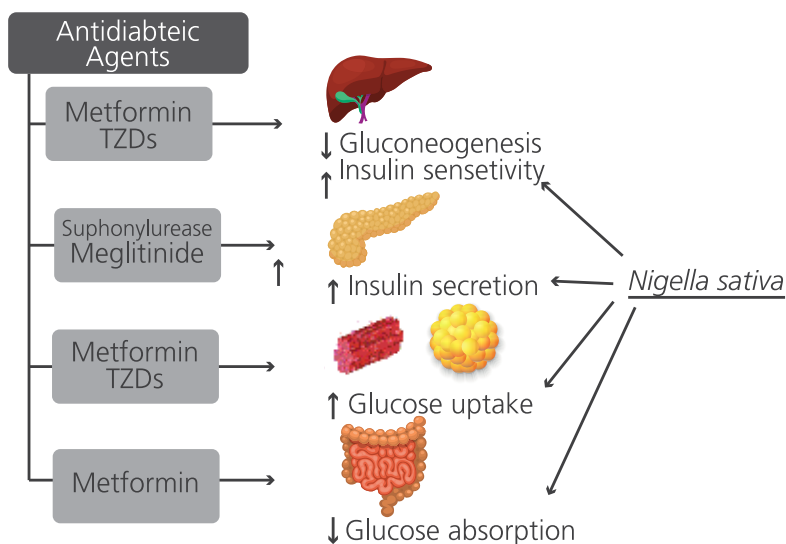 Antidiabteic
Agents
Metformin
TZDs
↓ Gluconeogenesis
↑ Insulin sensetivity
Suphonylurease
Meglitinide
↑
↑ Insulin secretion
Nigella sativa
Metformin
TZDs
↑ Glucose uptake
Metformin
↓ Glucose absorption